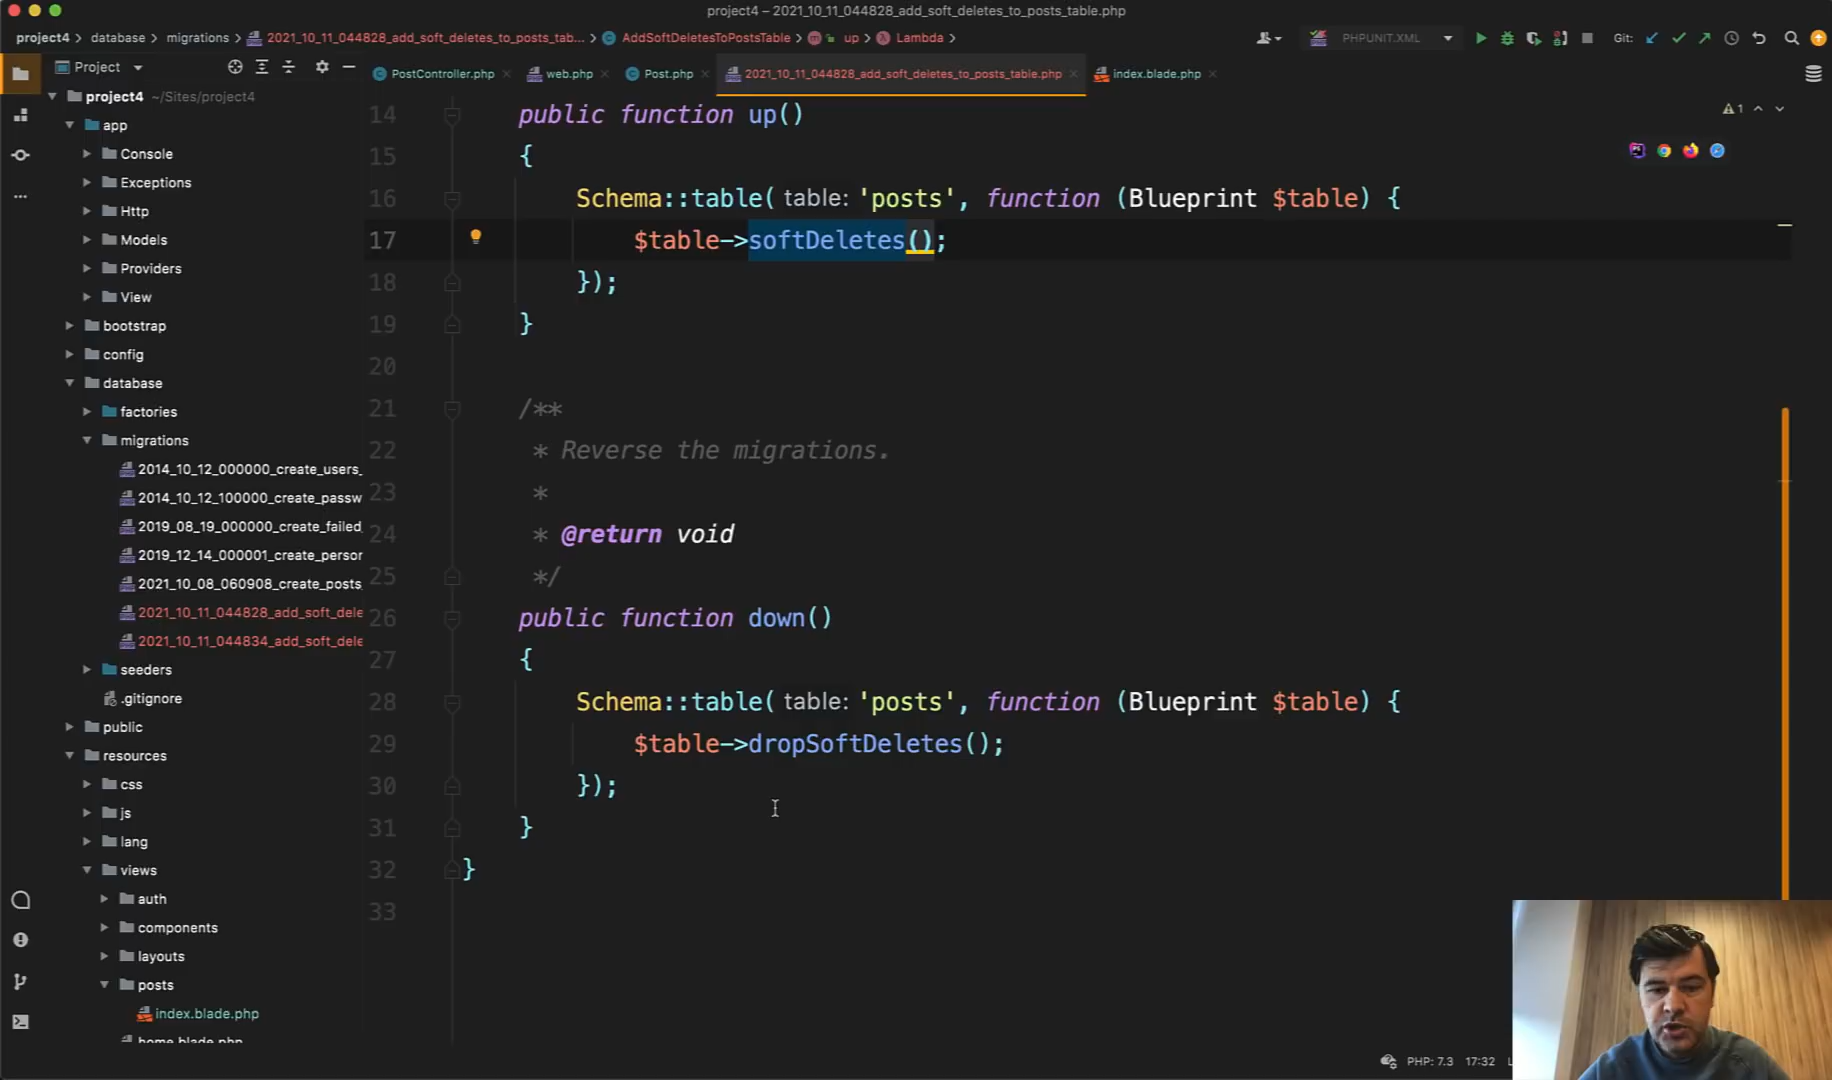 project4 – 2021_10_11_044828_add_soft_deletes_to_posts_table.php
project4 database migrations 2021_10_11_044828_add_soft_deletes_to_posts_tab... AddSoftDeletesToPostsTable up Lambda PHPUNIT.XML Git:
Project
PostController.php web.php Post.php 2021_10_11_044828_add_soft_deletes_to_posts_table.php index.blade.php
project4 ~/Sites/project4
app
Console
Exceptions
Http
Models
Providers
View
bootstrap
config
database
factories
migrations
2014_10_12_000000_create_users_
2014_10_12_100000_create_passw
2019_08_19_000000_create_failed_
2019_12_14_000001_create_person
2021_10_08_060908_create_posts_
2021_10_11_044828_add_soft_dele
2021_10_11_044834_add_soft_dele
seeders
.gitignore
public
resources
css
js
lang
views
auth
components
layouts
posts
index.blade.php
home.blade.php
1
14 public function up()
15 {
16 Schema::table( table: 'posts', function (Blueprint $table) {
17 $table->softDeletes();
18 });
19 }
20
21 /**
22 * Reverse the migrations.
23 *
24 * @return void
25 */
26 public function down()
27 {
28 Schema::table( table: 'posts', function (Blueprint $table) {
29 $table->dropSoftDeletes();
30 });
31 }
32 }
33
PHP: 7.3 17:32